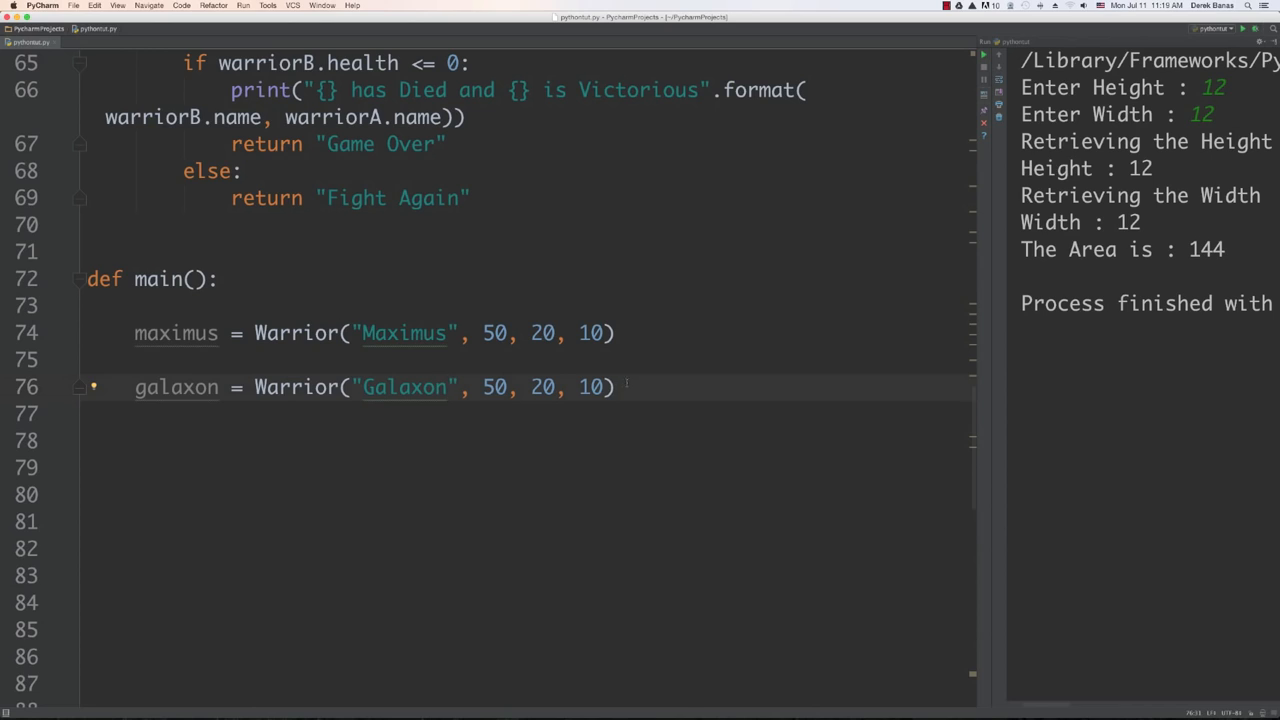 PyCharm File Edit View Navigate Code Refactor Run Tools VCS Window Help
10 Mon Jul 11 11:19 AM Derek Banas
pythontut.py - PycharmProjects - [~/PycharmProjects]
PycharmProjects pythontut.py pythontut
pythontut.py
Run pythontut
65 if warriorB.health <= 0:
66 print("{} has Died and {} is Victorious".format(
warriorB.name, warriorA.name))
67 return "Game Over"
68 else:
69 return "Fight Again"
70
71
72 def main():
73
74 maximus = Warrior("Maximus", 50, 20, 10)
75
76 galaxon = Warrior("Galaxon", 50, 20, 10)
77
78
79
80
81
82
83
84
85
86
87
88
/Library/Frameworks/Py
Enter Height : 12
Enter Width : 12
Retrieving the Height
Height : 12
Retrieving the Width
Width : 12
The Area is : 144
Process finished with